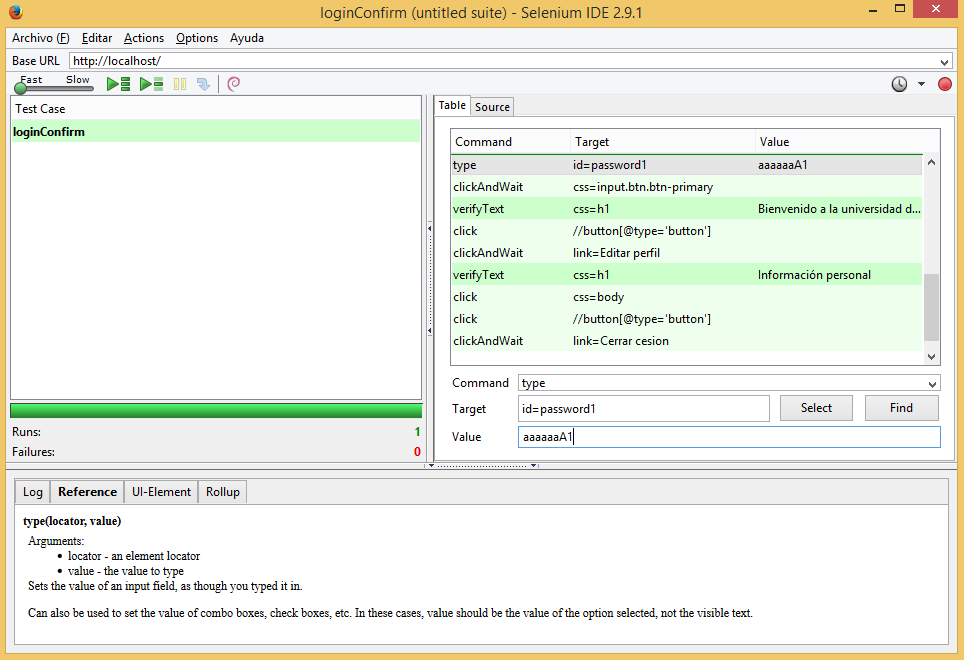 loginConfirm (untitled suite) - Selenium IDE 2.9.1
Archivo (F) Editar Actions Options Ayuda
Base URL http://localhost/
Fast Slow
Test Case
loginConfirm
Runs: 1
Failures: 0
Table Source
Command Target Value
type id=password1 aaaaaaA1
clickAndWait css=input.btn.btn-primary
verifyText css=h1 Bienvenido a la universidad d...
click //button[@type='button']
clickAndWait link=Editar perfil
verifyText css=h1 Información personal
click css=body
click //button[@type='button']
clickAndWait link=Cerrar cesion
Command type
Target id=password1 Select Find
Value aaaaaaA1
Log Reference UI-Element Rollup
type(locator, value)
Arguments:
• locator - an element locator
• value - the value to type
Sets the value of an input field, as though you typed it in.
Can also be used to set the value of combo boxes, check boxes, etc. In these cases, value should be the value of the option selected, not the visible text.